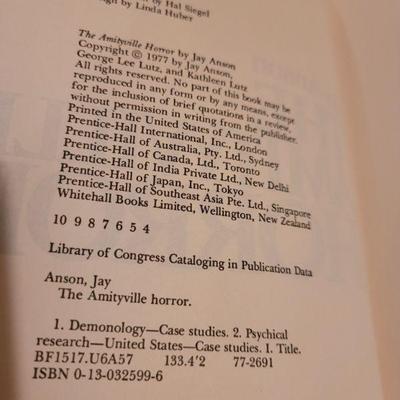 by Hal Siegel
by Linda Huber
The Amityville Horror by Jay Anson
Copyright © 1977 by Jay Anson,
George Lee Lutz, and Kathleen Lutz
All rights reserved. No part of this book may be
reproduced in any form or by any means, except
for the inclusion of brief quotations in a review,
without permission in writing from the publisher.
Printed in the United States of America
Prentice-Hall International, Inc., London
Prentice-Hall of Australia, Pty. Ltd., Sydney
Prentice-Hall of Canada, Ltd., Toronto
Prentice-Hall of India Private Ltd., New Delhi
Prentice-Hall of Japan, Inc., Tokyo
Prentice-Hall of Southeast Asia Pte. Ltd., Singapore
Whitehall Books Limited, Wellington, New Zealand
10 9 8 7 6 5 4
Library of Congress Cataloging in Publication Data
Anson, Jay
The Amityville horror.
1. Demonology—Case studies. 2. Psychical
research—United States—Case studies. I. Title.
BF1517.U6A57 133.4'2 77-2691
ISBN 0-13-032599-6